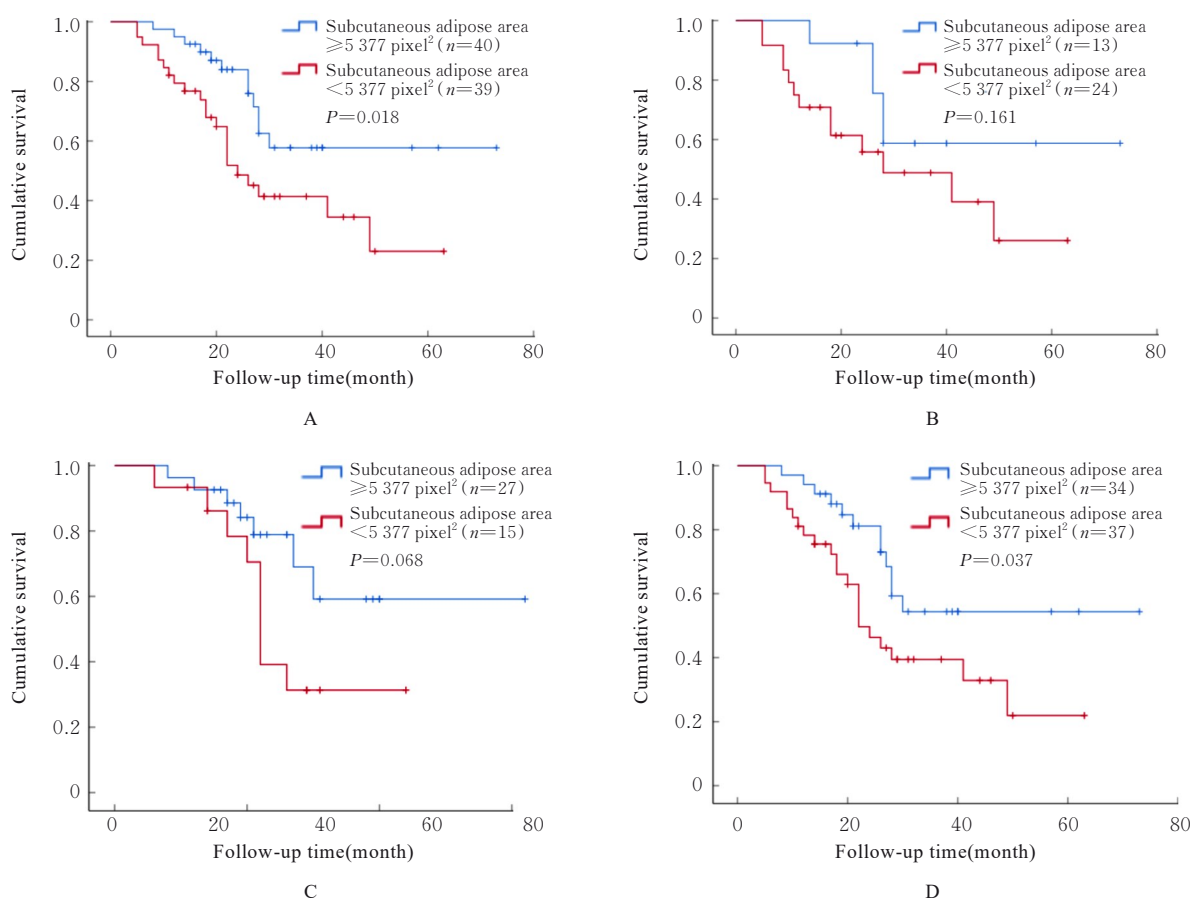 1.0
0.8
0.6
0.4
0.2
0
Cumulative survival
Subcutaneous adipose area
≥5 377 pixel² (n=40)
Subcutaneous adipose area
<5 377 pixel² (n=39)
P=0.018
0 20 40 60 80
Follow-up time(month)
A
1.0
0.8
0.6
0.4
0.2
0
Cumulative survival
Subcutaneous adipose area
≥5 377 pixel² (n=13)
Subcutaneous adipose area
<5 377 pixel² (n=24)
P=0.161
0 20 40 60 80
Follow-up time(month)
B
1.0
0.8
0.6
0.4
0.2
0
Cumulative survival
Subcutaneous adipose area
≥5 377 pixel² (n=27)
Subcutaneous adipose area
<5 377 pixel² (n=15)
P=0.068
0 20 40 60 80
Follow-up time(month)
C
1.0
0.8
0.6
0.4
0.2
0
Cumulative survival
Subcutaneous adipose area
≥5 377 pixel² (n=34)
Subcutaneous adipose area
<5 377 pixel² (n=37)
P=0.037
0 20 40 60 80
Follow-up time(month)
D